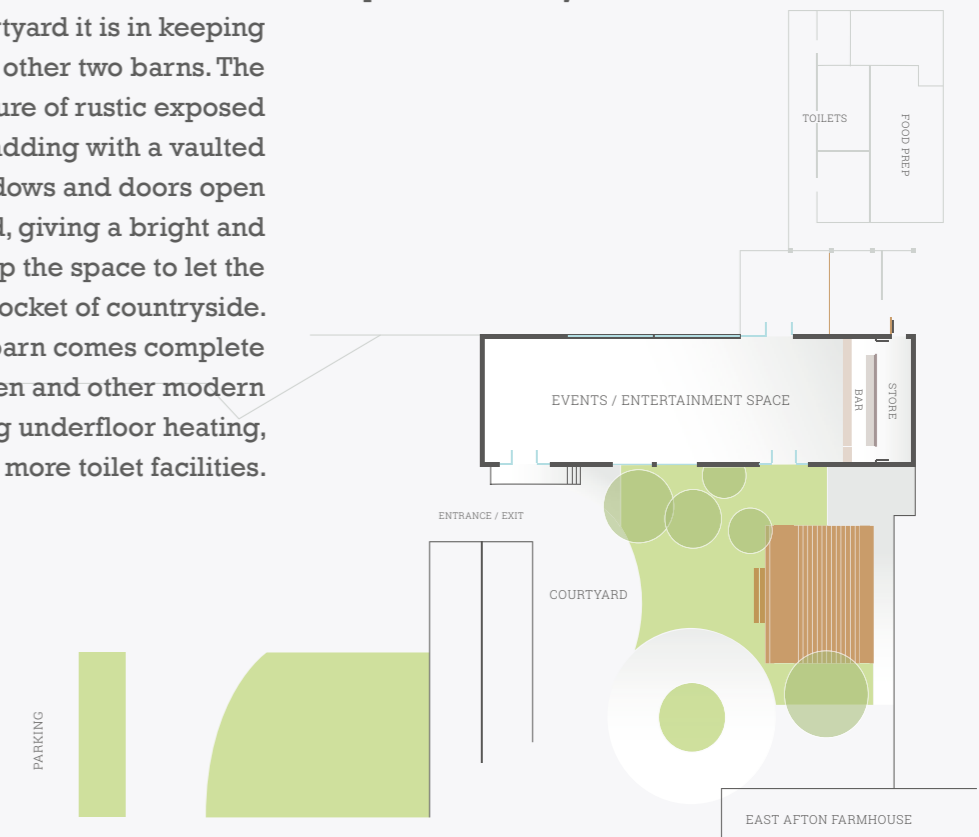 tyard it is in keeping
other two barns. The
ure of rustic exposed
dding with a vaulted
dows and doors open
, giving a bright and
p the space to let the
ocket of countryside.
barn comes complete
en and other modern
g underfloor heating,
more toilet facilities.
TOILETS
FOOD PREP
EVENTS / ENTERTAINMENT SPACE
BAR
STORE
ENTRANCE / EXIT
COURTYARD
PARKING
EAST AFTON FARMHOUSE